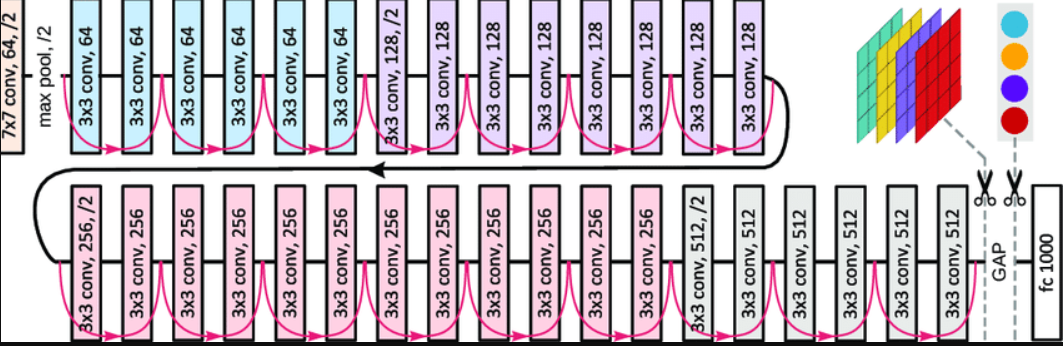 7x7 conv, 64, /2
max pool, /2
3x3 conv, 64
3x3 conv, 64
3x3 conv, 64
3x3 conv, 64
3x3 conv, 64
3x3 conv, 64
3x3 conv, 128, /2
3x3 conv, 128
3x3 conv, 128
3x3 conv, 128
3x3 conv, 128
3x3 conv, 128
3x3 conv, 128
3x3 conv, 128
3x3 conv, 256, /2
3x3 conv, 256
3x3 conv, 256
3x3 conv, 256
3x3 conv, 256
3x3 conv, 256
3x3 conv, 256
3x3 conv, 256
3x3 conv, 256
3x3 conv, 256
3x3 conv, 256
3x3 conv, 256
3x3 conv, 512, /2
3x3 conv, 512
3x3 conv, 512
3x3 conv, 512
3x3 conv, 512
3x3 conv, 512
GAP
fc 1000